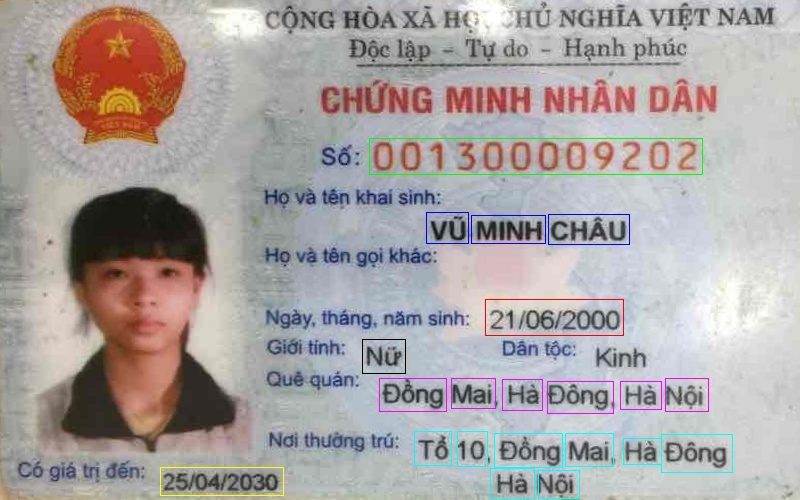 CỘNG HÒA XÃ HỘI CHỦ NGHĨA VIỆT NAM
Độc lập - Tự do - Hạnh phúc
CHỨNG MINH NHÂN DÂN
Số: 001300009202
Họ và tên khai sinh:
VŨ MINH CHÂU
Họ và tên gọi khác:
Ngày, tháng, năm sinh: 21/06/2000
Giới tính: Nữ Dân tộc: Kinh
Quê quán: Đồng Mai, Hà Đông, Hà Nội
Nơi thường trú: Tổ 10, Đồng Mai, Hà Đông
Hà Nội
Có giá trị đến: 25/04/2030